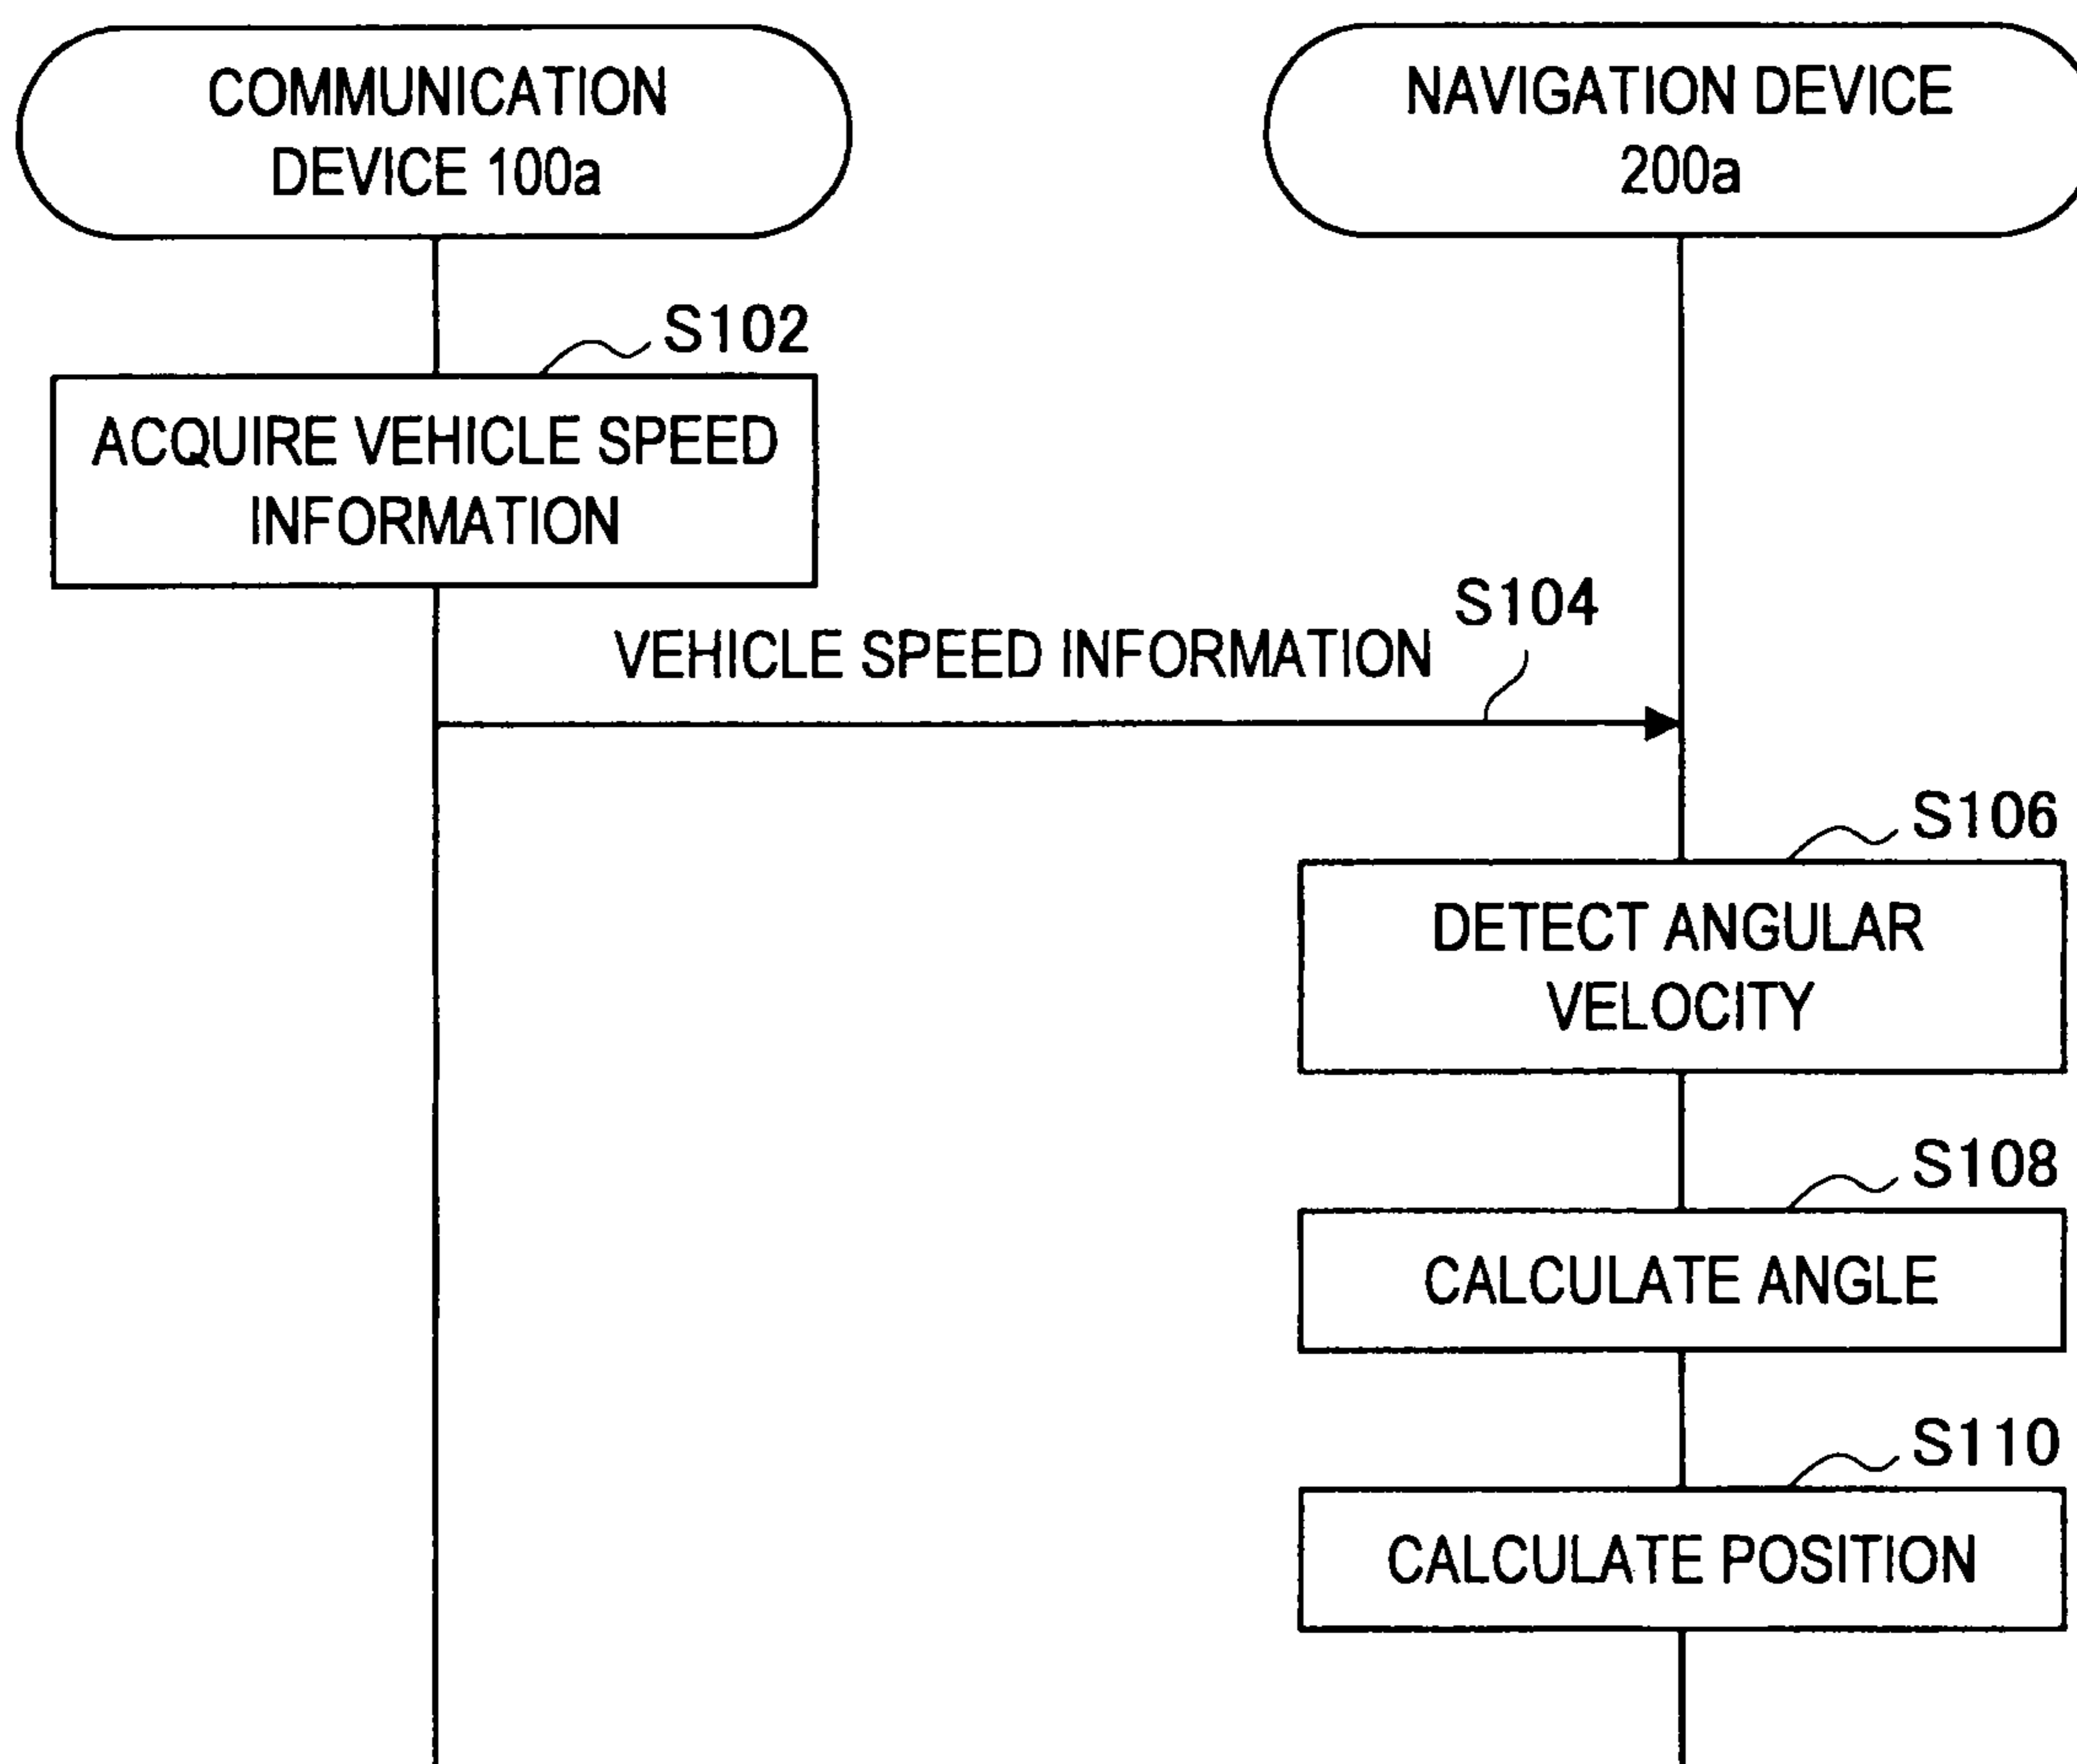 COMMUNICATION
DEVICE 100a
NAVIGATION DEVICE
200a
S102
ACQUIRE VEHICLE SPEED
INFORMATION
S104
VEHICLE SPEED INFORMATION
S106
DETECT ANGULAR
VELOCITY
S108
CALCULATE ANGLE
S110
CALCULATE POSITION